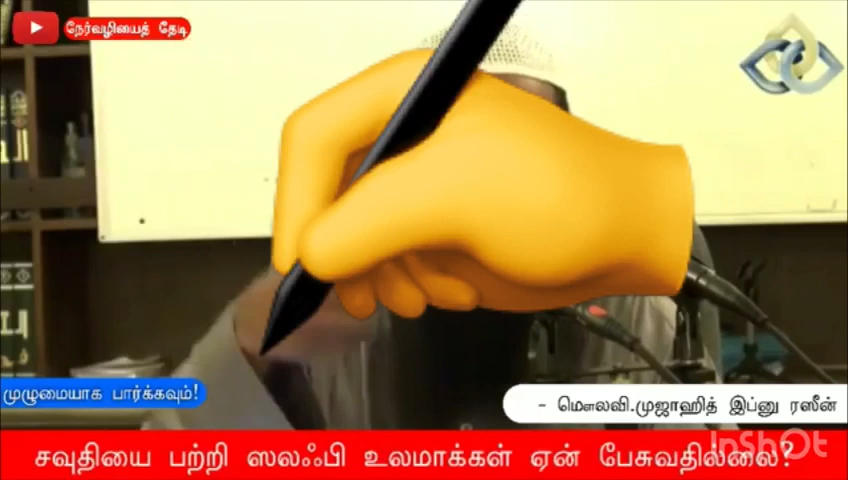 நேர்வழியைத் தேடி
முழுமையாக பார்க்கவும்!
- மௌலவி.முஜாஹித் இப்னு ரஸீன்
சவுதியை பற்றி ஸலஃபி உலமாக்கள் ஏன் பேசுவதில்லை?
InShOt